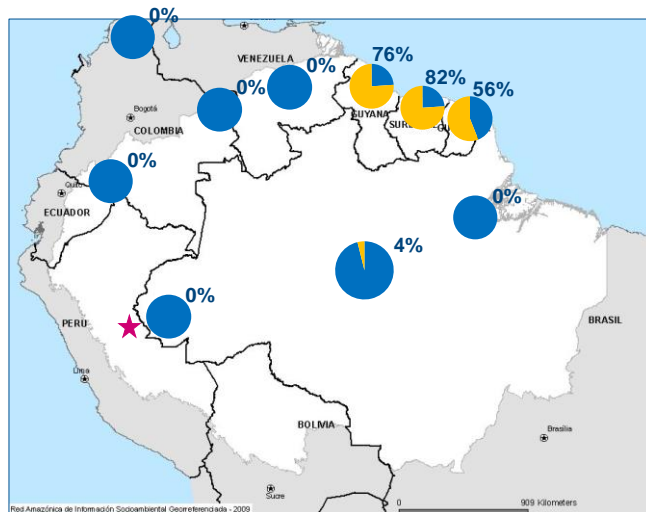 0%
VENEZUELA
0%
76%
82%
56%
0%
Bogotá
COLOMBIA
GUYANA
0%
Quito
ECUADOR
0%
4%
0%
PERU
BRASIL
Lima
BOLIVIA
Brasilia
Sucre
0
909 Kilometers
Red Amazónica de Información Socioambiental Georreferenciada - 2009